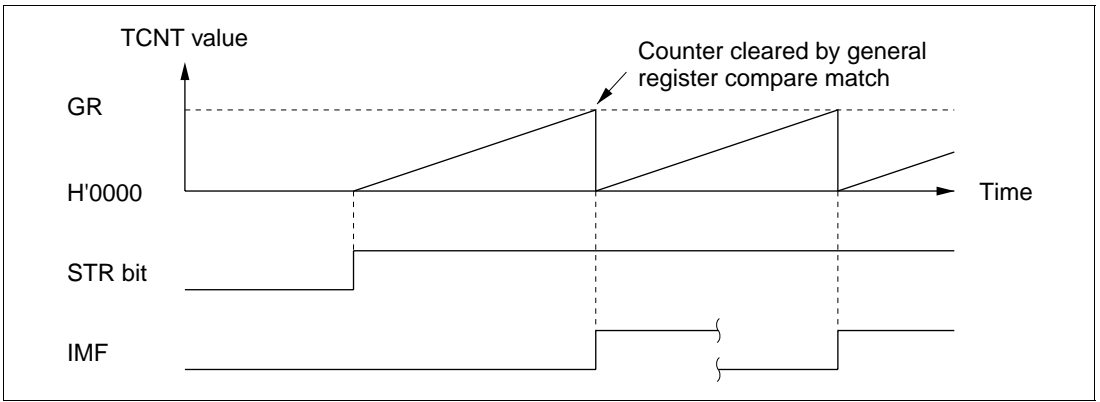 TCNT value
Counter cleared by general
register compare match
GR
H'0000
Time
STR bit
IMF